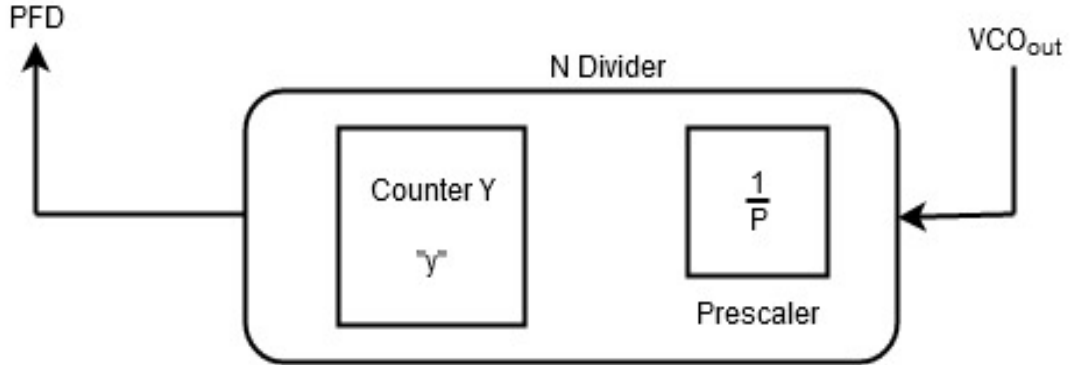 PFD
N Divider
VCOout
Counter Y
"y"
1
P
Prescaler